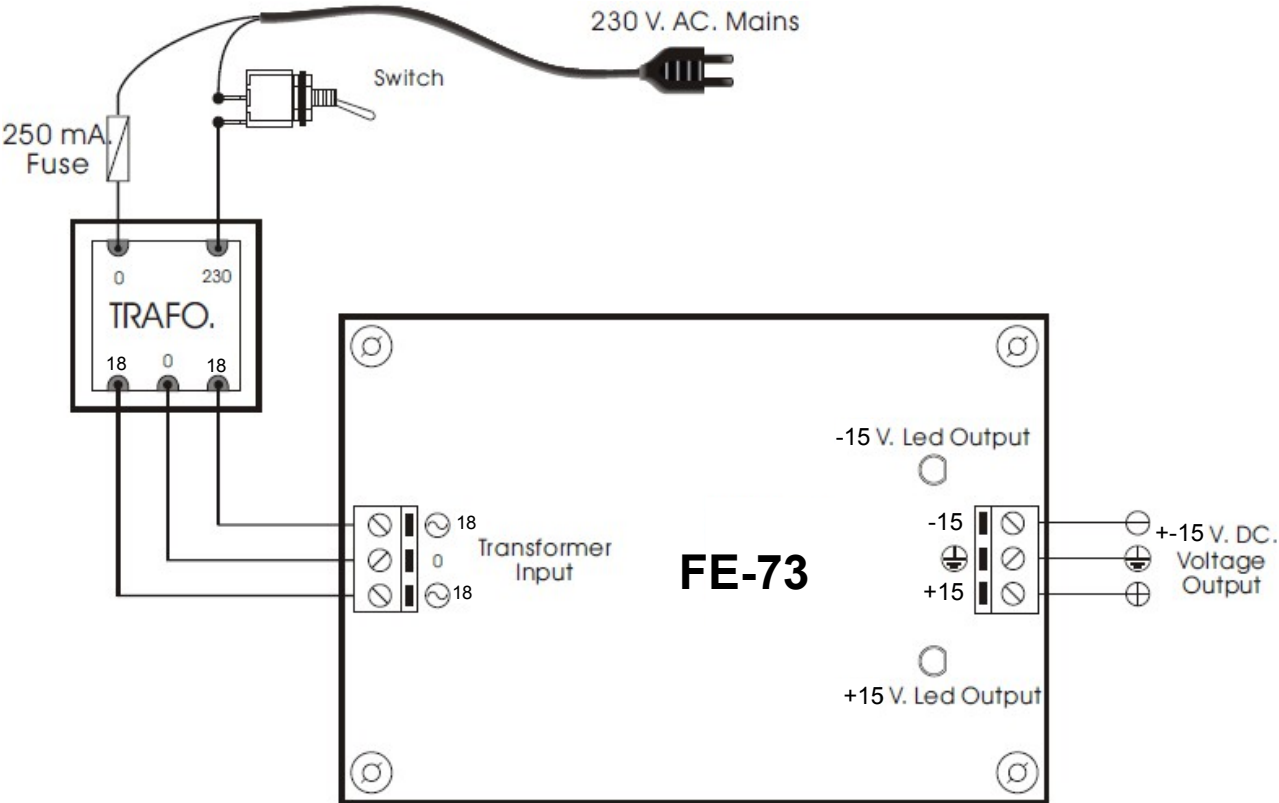 230 V. AC. Mains
Switch
250 mA.
Fuse
0 230
TRAFO.
18 0 18
-15 V. Led Output
18
0
18
Transformer
Input
FE-73
-15
+15
+-15 V. DC.
Voltage
Output
+15 V. Led Output